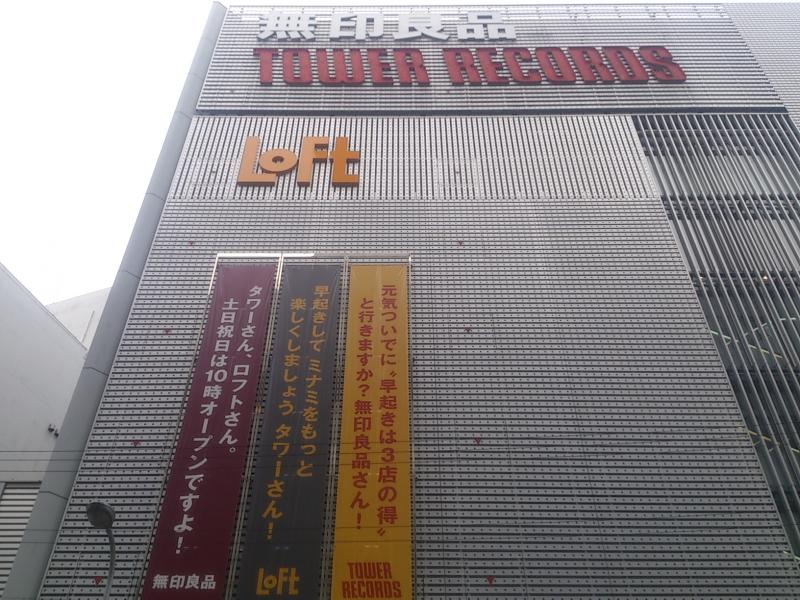 無印良品
TOWER RECORDS
LoFt
元気ついでに〝早起きは3店の得〟
と行きますか?無印良品さん!
TOWER
RECORDS
早起きして ミナミをもっと
楽しくしましょう タワーさん!
LoFt
タワーさん、ロフトさん。
土日祝日は10時オープンですよ!
無印良品